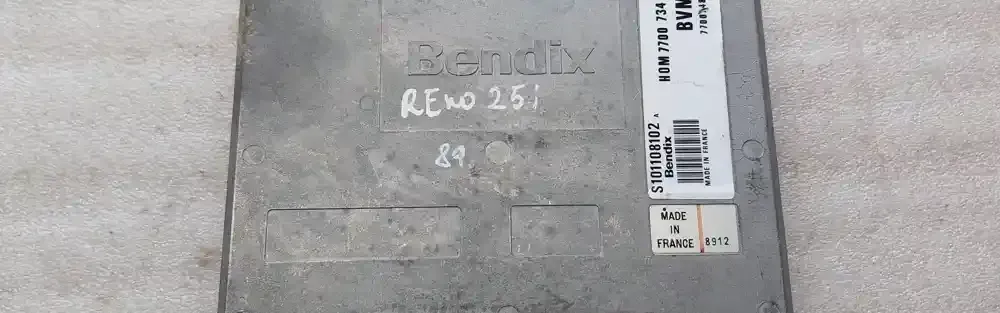 Bendix
RENO 25i
89.
HOM 7700 734
BVM
S101108102 A
Bendix
MADE IN FRANCE
MADE
IN
FRANCE
8912